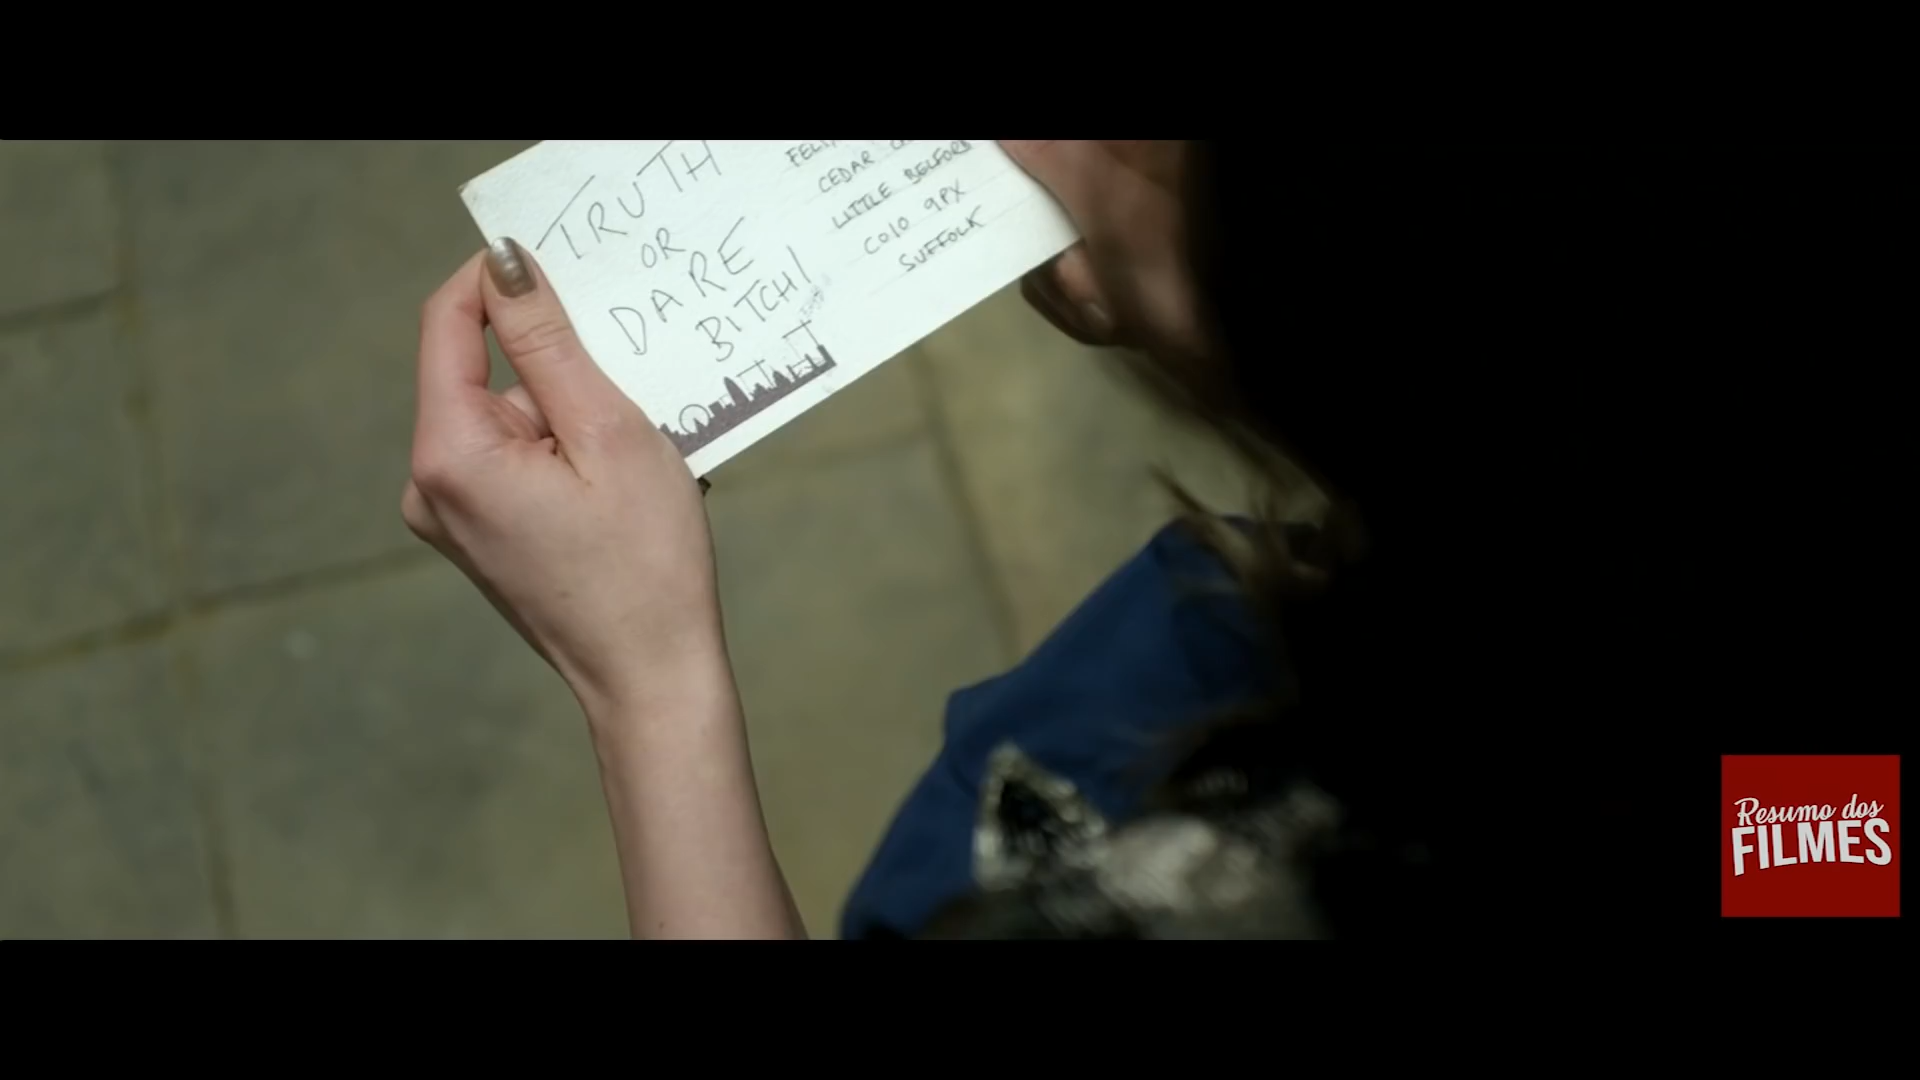 TRUTH
OR
DARE
BITCH!
CEDAR
LITTLE BELFORD
CO10 9PX
SUFFOLK
Resumo dos
FILMES